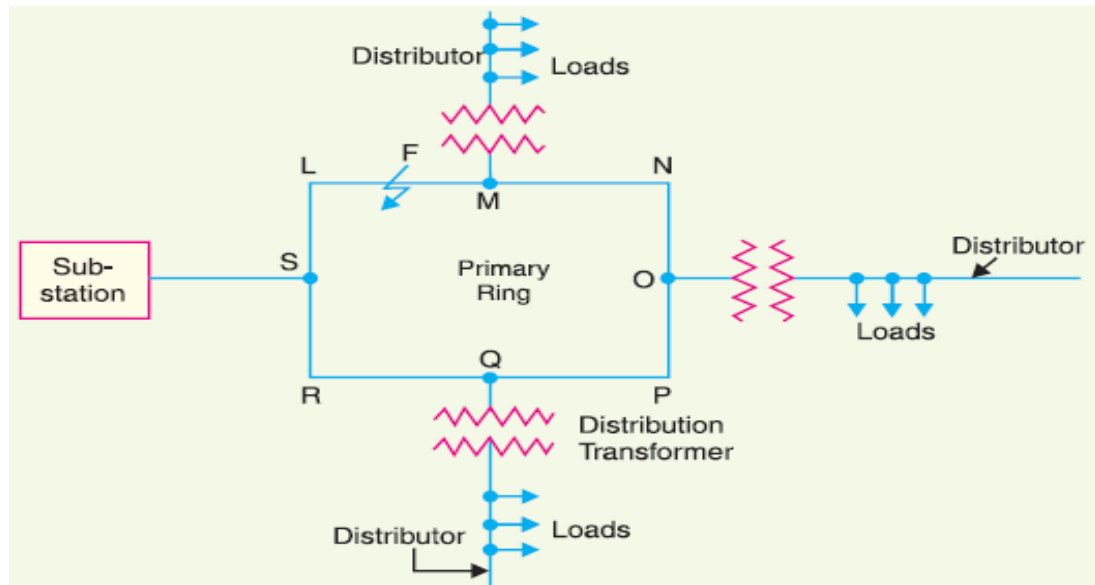 Distributor
Loads
F
L
N
M
Sub-
station
S
Primary
Ring
O
Distributor
Loads
Q
R
P
Distribution
Transformer
Loads
Distributor